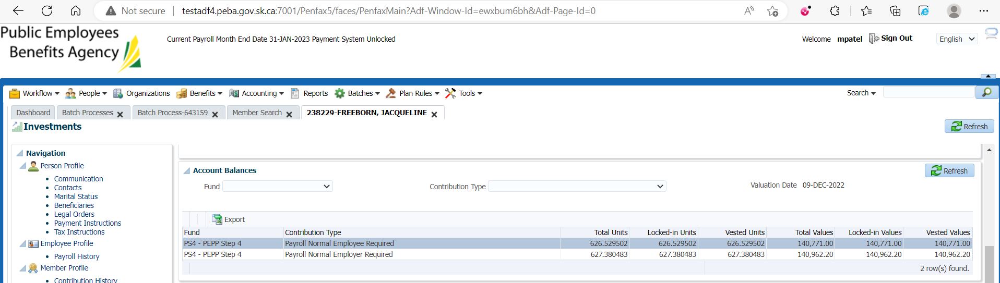 Not secure testadf4.peba.gov.sk.ca:7001/Penfax5/faces/PenfaxMain?Adf-Window-Id=ewxbum6bh&Adf-Page-Id=0
Public Employees
Benefits Agency
Current Payroll Month End Date 31-JAN-2023 Payment System Unlocked
Welcome mpatel Sign Out English
Workflow People Organizations Benefits Accounting Reports Batches Plan Rules Tools Search
Dashboard Batch Processes Batch Process-643159 Member Search 238229-FREEBORN, JACQUELINE
Investments Refresh
Navigation
Person Profile
Communication
Contacts
Marital Status
Beneficiaries
Legal Orders
Payment Instructions
Tax Instructions
Employee Profile
Payroll History
Member Profile
Contribution History
Account Balances Refresh
Fund Contribution Type Valuation Date 09-DEC-2022
Export
Fund Contribution Type Total Units Locked-in Units Vested Units Total Values Locked-in Values Vested Values
PS4 - PEPP Step 4 Payroll Normal Employee Required 626.529502 626.529502 626.529502 140,771.00 140,771.00 140,771.00
PS4 - PEPP Step 4 Payroll Normal Employer Required 627.380483 627.380483 627.380483 140,962.20 140,962.20 140,962.20
2 row(s) found.